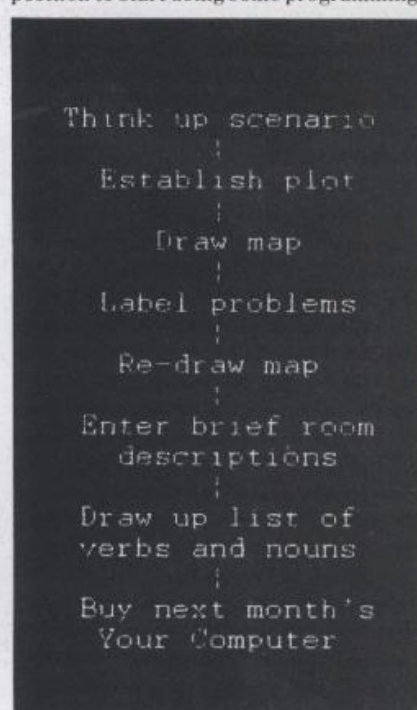 Think up scenario
Establish plot
Draw map
Label problems
Re-draw map
Enter brief room
descriptions
Draw up list of
verbs and nouns
Buy next month's
Your Computer